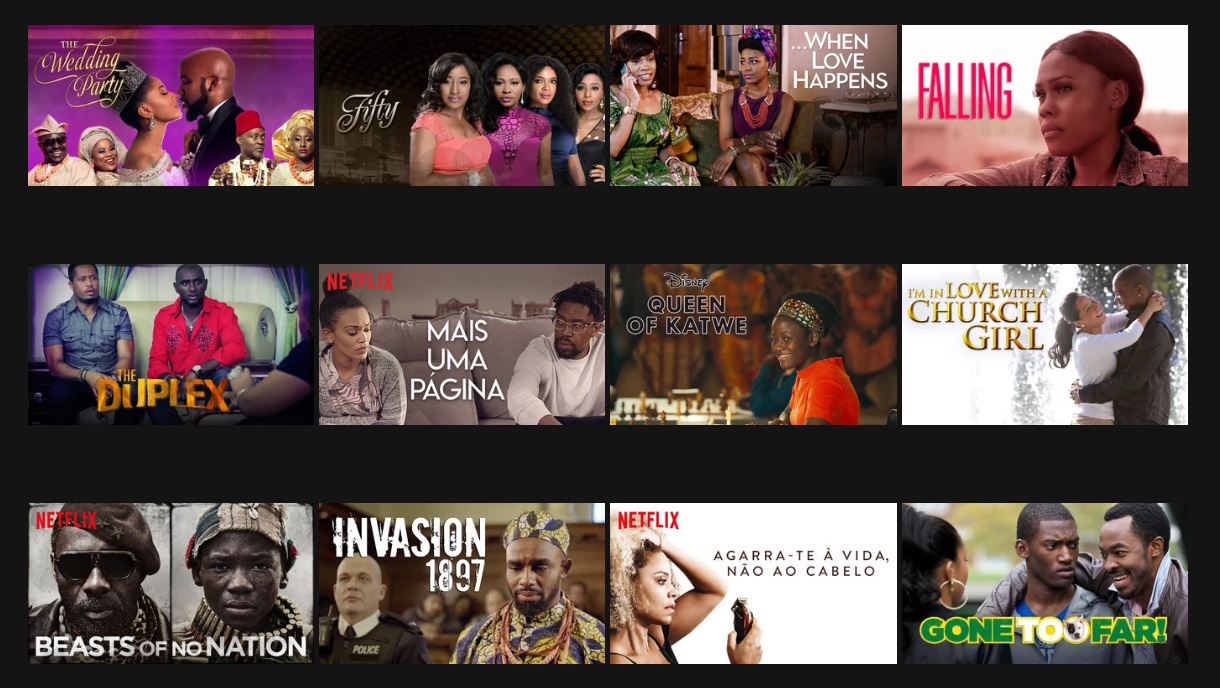 THE
Wedding
Party
Fifty
...WHEN
LOVE
HAPPENS
FALLING
THE
DUPLEX
NETFLIX
MAIS
UMA
PÁGINA
Disney
QUEEN
OF KATWE
I'M IN LOVE WITH A
CHURCH
GIRL
NETFLIX
BEASTS OF NO NATION
INVASION
1897
POLICE
NETFLIX
AGARRA-TE À VIDA,
NÃO AO CABELO
GONE TOO FAR!